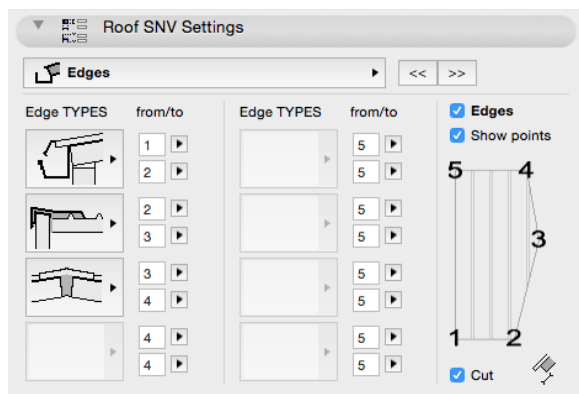 Roof SNV Settings
Edges
<< >>
Edge TYPES from/to Edge TYPES from/to Edges
Show points
1 5
2 5
5 4
2 5
3 5
3
3 5
4 5
1 2
4 5
4 5
Cut